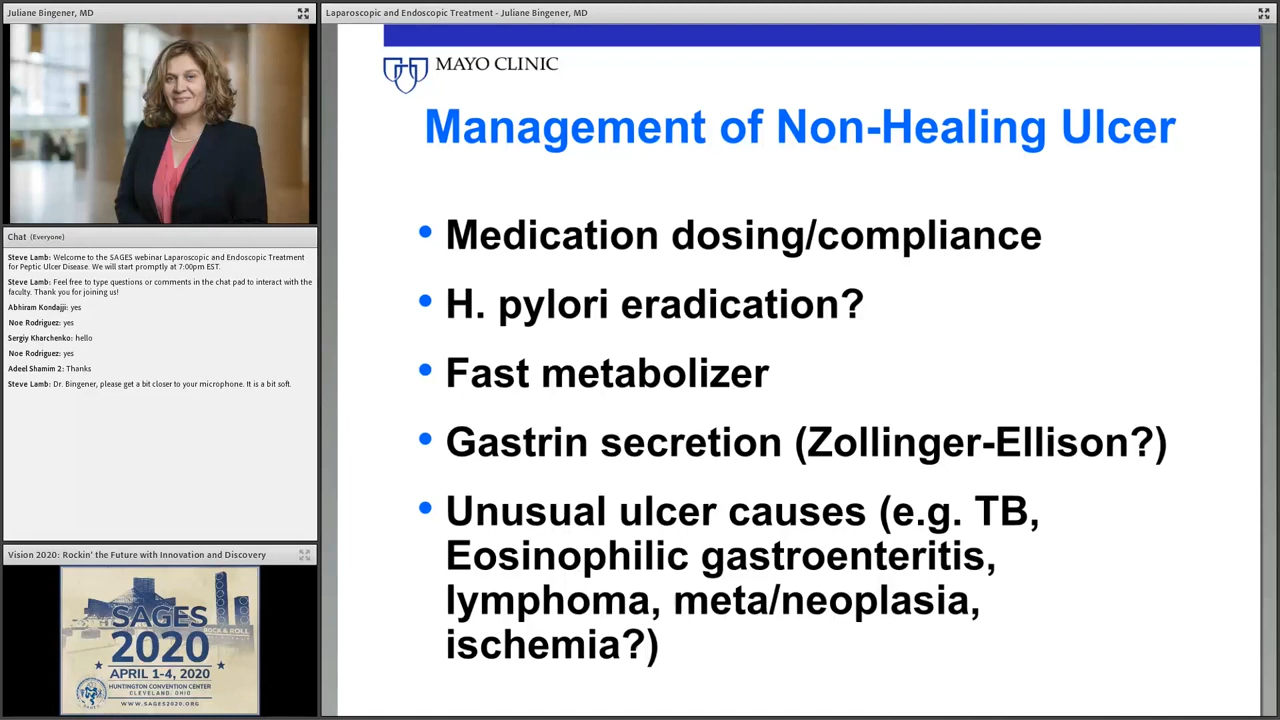 Juliane Bingener, MD
Chat (Everyone)
Steve Lamb: Welcome to the SAGES webinar Laparoscopic and Endoscopic Treatment
for Peptic Ulcer Disease. We will start promptly at 7:00pm EST.
Steve Lamb: Feel free to type questions or comments in the chat pad to interact with the
faculty. Thank you for joining us!
Abhiram Kondajji: yes
Noe Rodriguez: yes
Sergiy Kharchenko: hello
Noe Rodriguez: yes
Adeel Shamim 2: Thanks
Steve Lamb: Dr. Bingener, please get a bit closer to your microphone. It is a bit soft.
Vision 2020: Rockin' the Future with Innovation and Discovery
SAGES
ROCK & ROLL
2020
APRIL 1-4, 2020
HUNTINGTON CONVENTION CENTER
CLEVELAND, OHIO
WWW.SAGES2020.ORG
Laparoscopic and Endoscopic Treatment - Juliane Bingener, MD
MAYO CLINIC
Management of Non-Healing Ulcer
• Medication dosing/compliance
• H. pylori eradication?
• Fast metabolizer
• Gastrin secretion (Zollinger-Ellison?)
• Unusual ulcer causes (e.g. TB,
Eosinophilic gastroenteritis,
lymphoma, meta/neoplasia,
ischemia?)